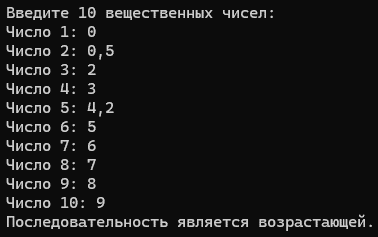 Введите 10 вещественных чисел:
Число 1: 0
Число 2: 0,5
Число 3: 2
Число 4: 3
Число 5: 4,2
Число 6: 5
Число 7: 6
Число 8: 7
Число 9: 8
Число 10: 9
Последовательность является возрастающей.